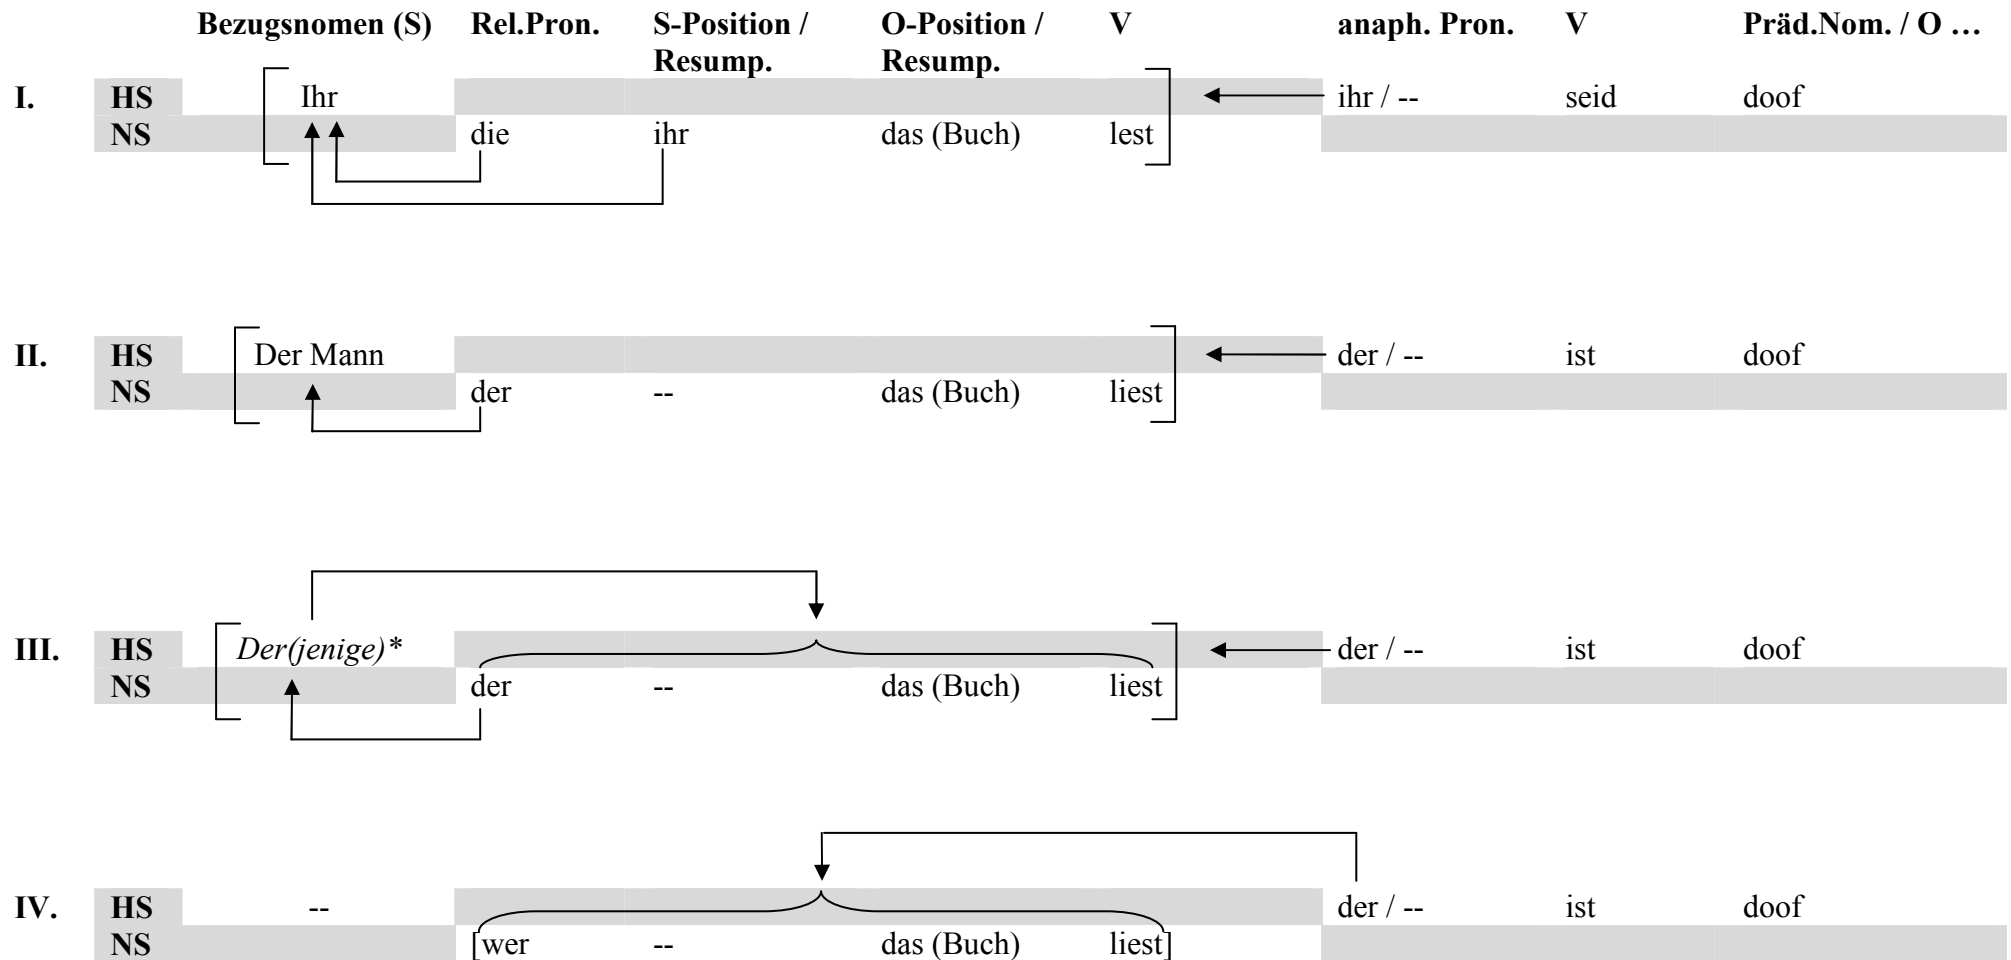 Bezugsnomen (S) Rel.Pron. S-Position / O-Position / V anaph. Pron. V Präd.Nom. / O …
Resump. Resump.
I. HS Ihr ihr / -- seid doof
NS die ihr das (Buch) lest
II. HS Der Mann der / -- ist doof
NS der -- das (Buch) liest
III. HS Der(jenige)* der / -- ist doof
NS der -- das (Buch) liest
IV. HS -- der / -- ist doof
NS [wer -- das (Buch) liest]